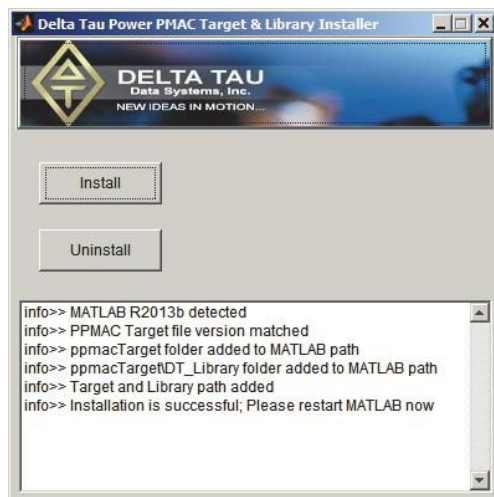 Delta Tau Power PMAC Target & Library Installer
DELTA TAU
Data Systems, Inc.
NEW IDEAS IN MOTION...
Install
Uninstall
info>> MATLAB R2013b detected
info>> PPMAC Target file version matched
info>> ppmacTarget folder added to MATLAB path
info>> ppmacTarget\DT_Library folder added to MATLAB path
info>> Target and Library path added
info>> Installation is successful; Please restart MATLAB now